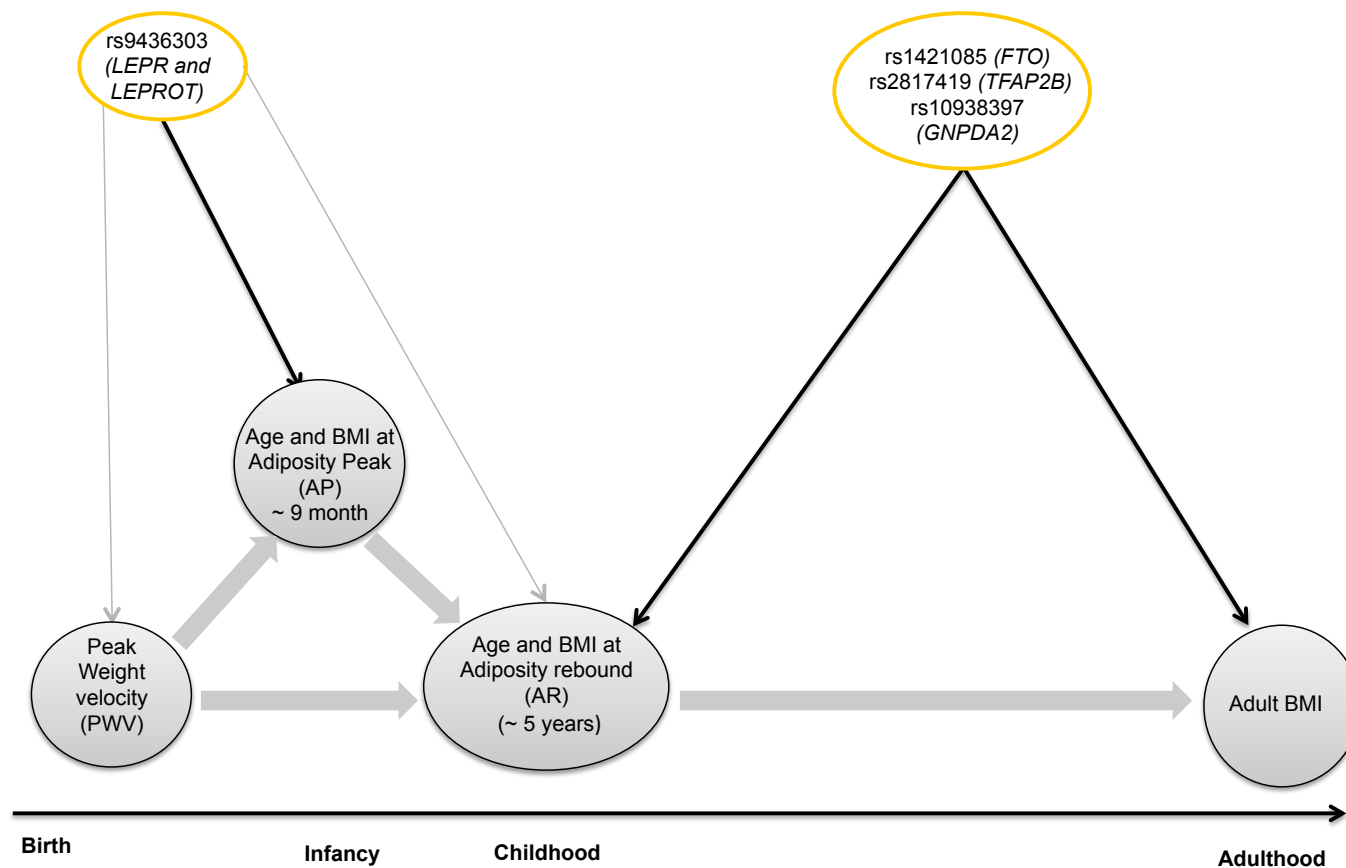 rs9436303
(LEPR and
LEPROT)
rs1421085 (FTO)
rs2817419 (TFAP2B)
rs10938397
(GNPDA2)
Age and BMI at
Adiposity Peak
(AP)
~ 9 month
Peak
Weight
velocity
(PWV)
Age and BMI at
Adiposity rebound
(AR)
(~ 5 years)
Adult BMI
Birth
Infancy
Childhood
Adulthood